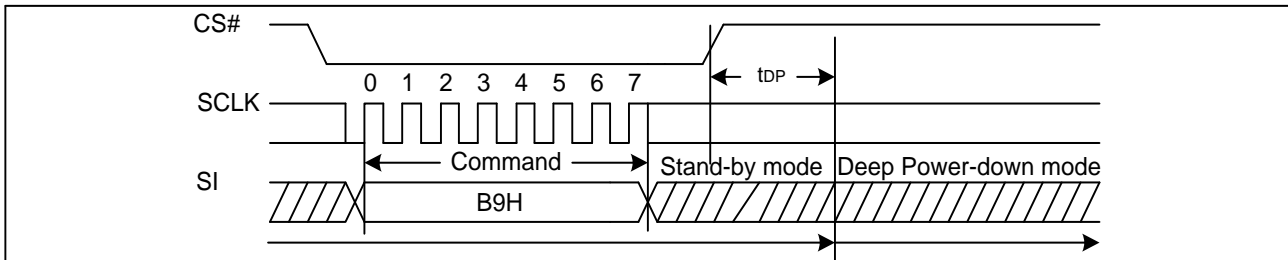 CS#
tDP
0 1 2 3 4 5 6 7
SCLK
Command
Stand-by mode Deep Power-down mode
SI
B9H